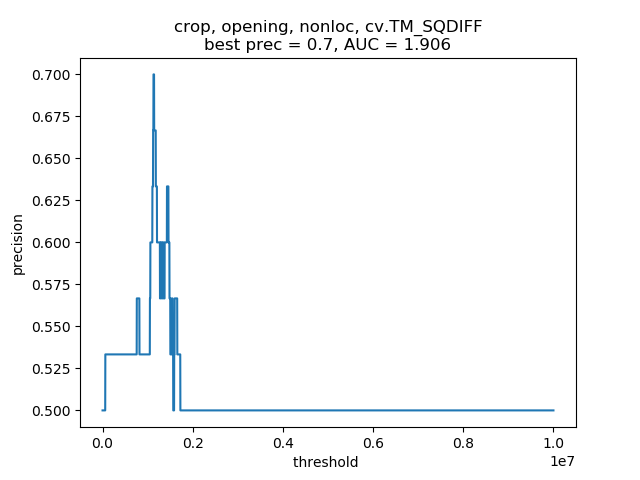 crop, opening, nonloc, cv.TM_SQDIFF
best prec = 0.7, AUC = 1.906
0.700
0.675
0.650
0.625
0.600
0.575
0.550
0.525
0.500
precision
0.0 0.2 0.4 0.6 0.8 1.0
1e7
threshold